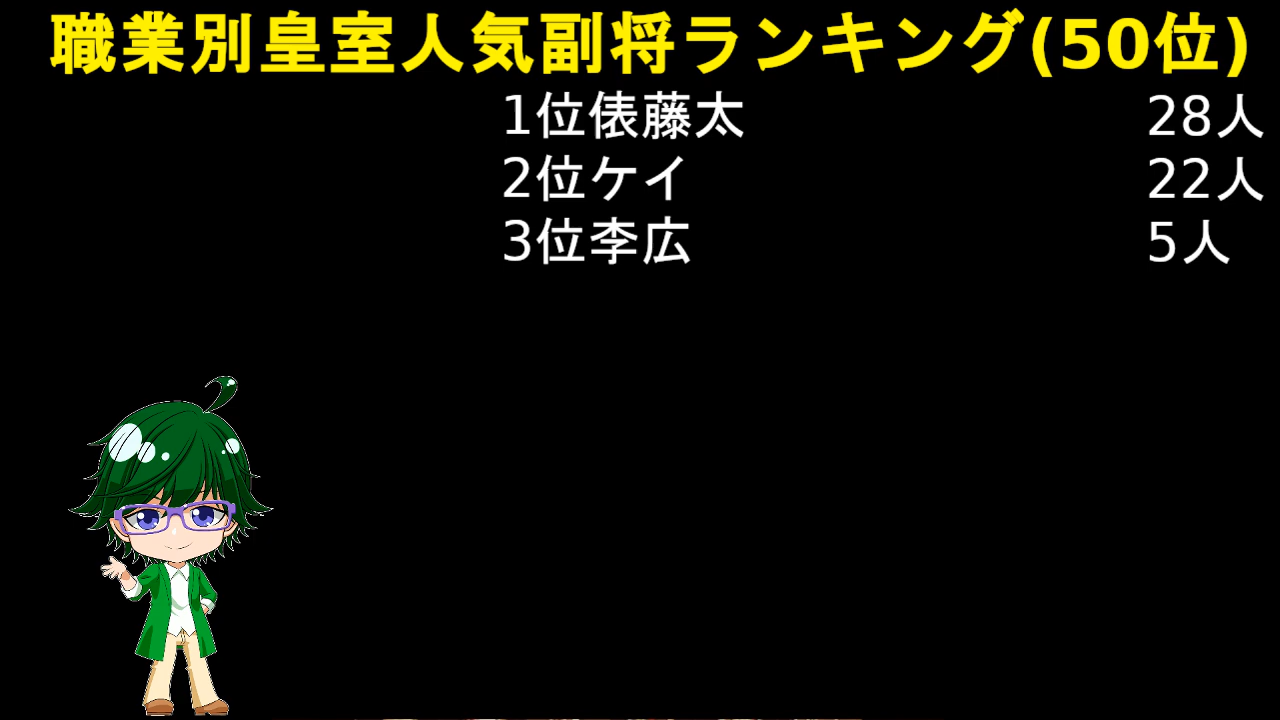 職業別皇室人気副将ランキング(50位)
1位俵藤太 28人
2位ケイ 22人
3位李広 5人